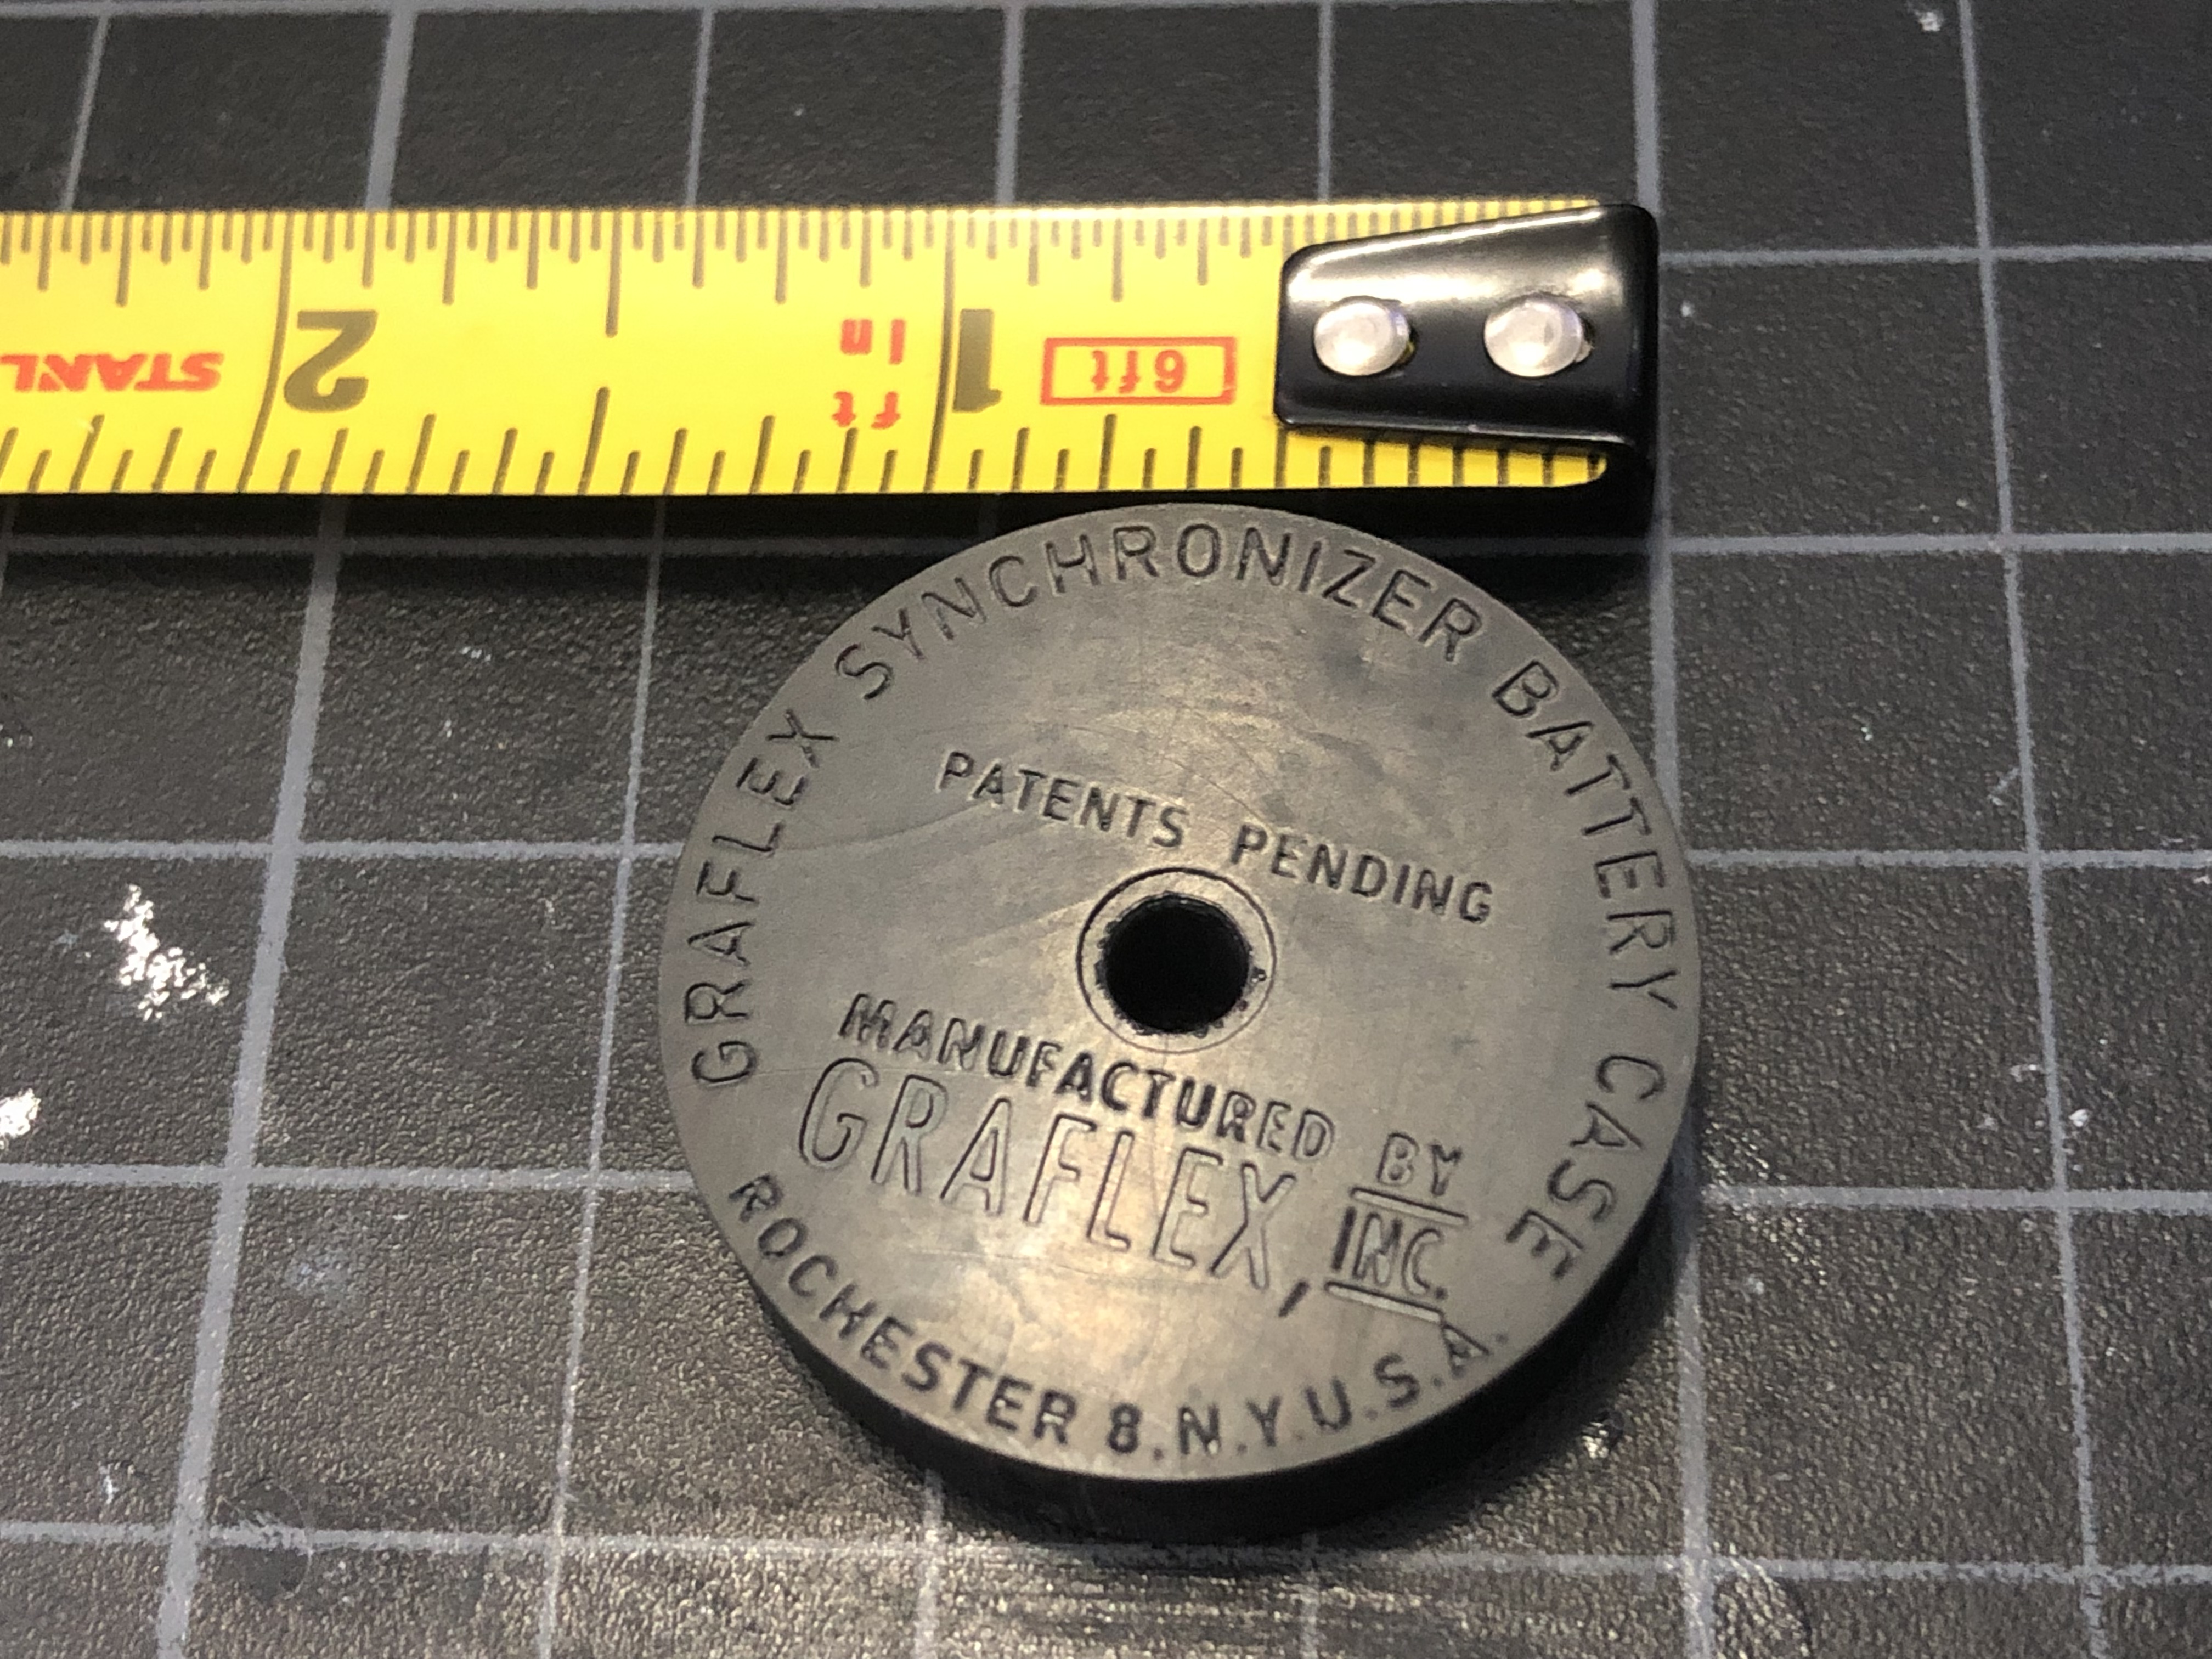 STANL
2
ft
in
1
6ft
GRAFLEX SYNCHRONIZER BATTERY CASE
PATENTS PENDING
MANUFACTURED BY
GRAFLEX, INC.
ROCHESTER 8. N.Y. U.S.A.